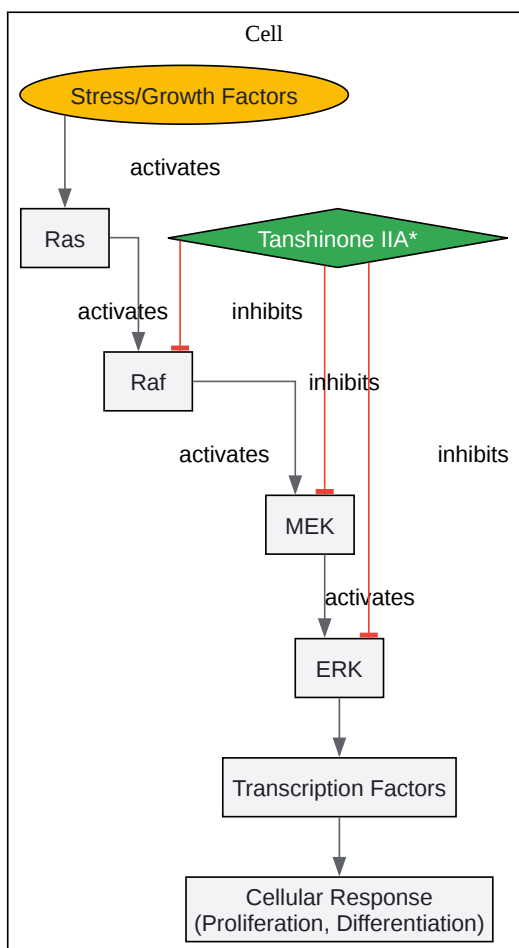 Cell
Stress/Growth Factors
activates
Ras
Tanshinone IIA*
activates
inhibits
Raf
inhibits
activates
inhibits
MEK
activates
ERK
Transcription Factors
Cellular Response
(Proliferation, Differentiation)